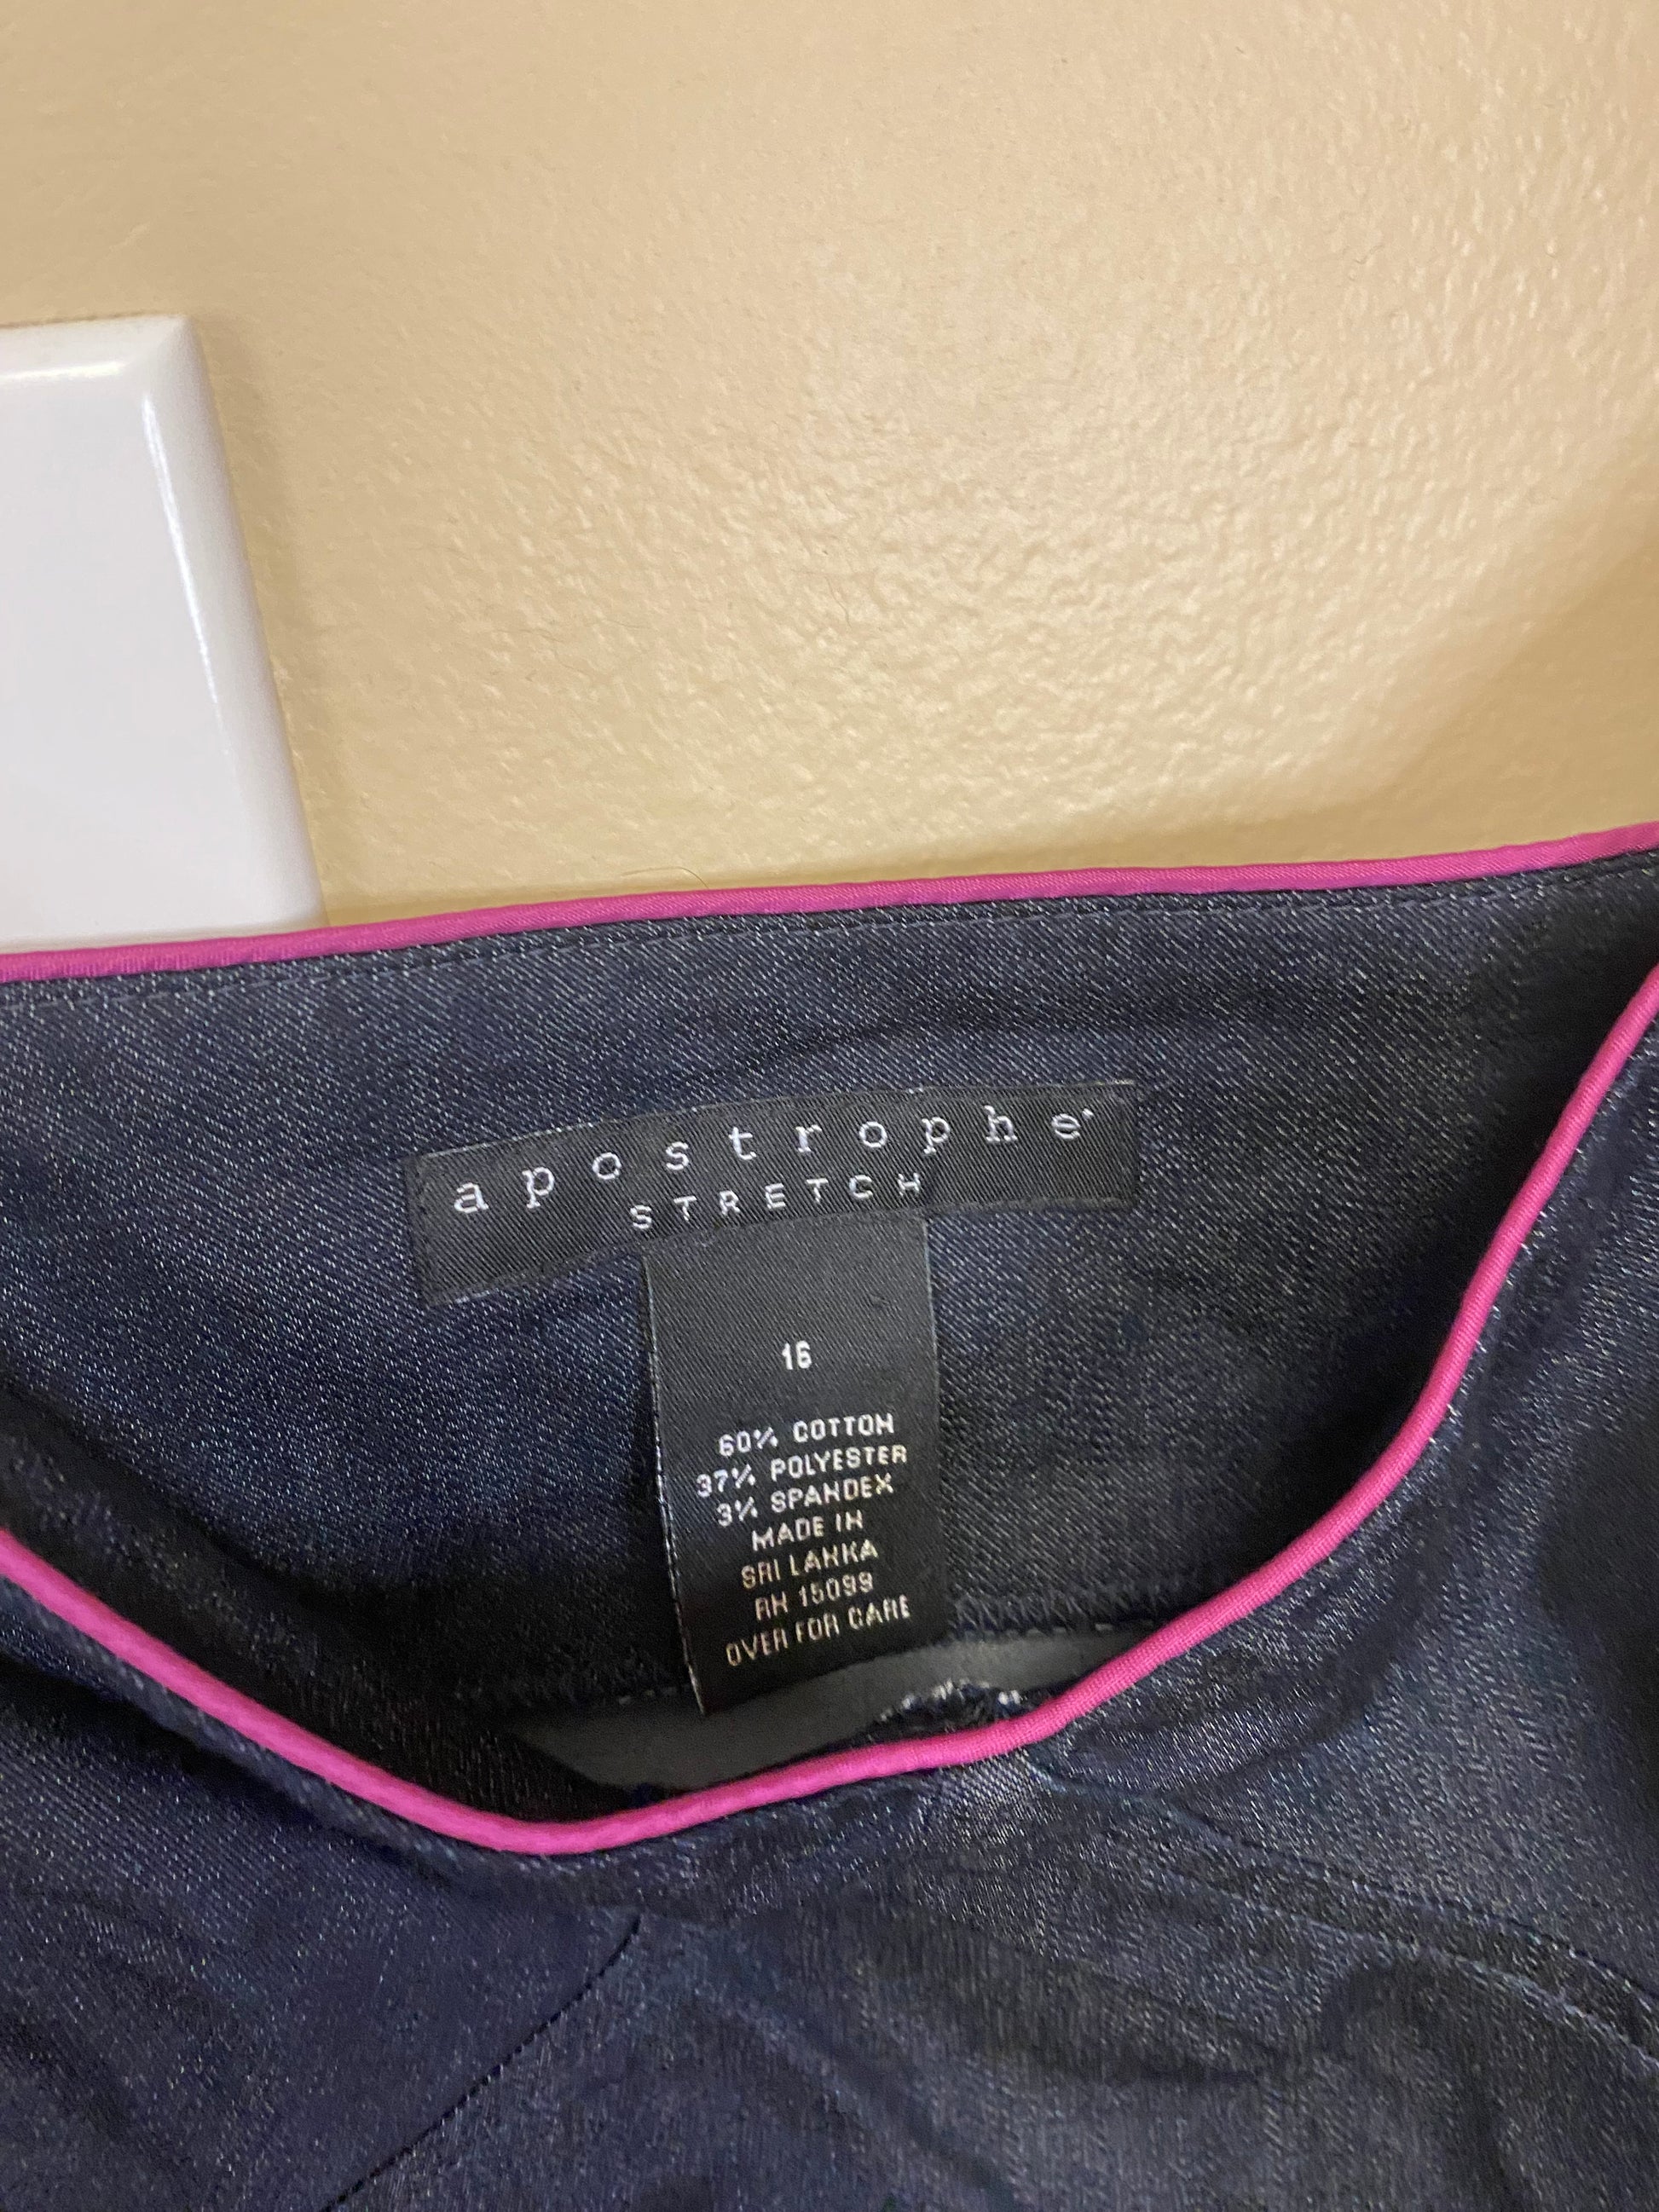 apostrophe
STRETCH
16
60% COTTON
37% POLYESTER
3% SPANDEX
MADE IN
SRI LANKA
RN 15099
OVER FOR CARE